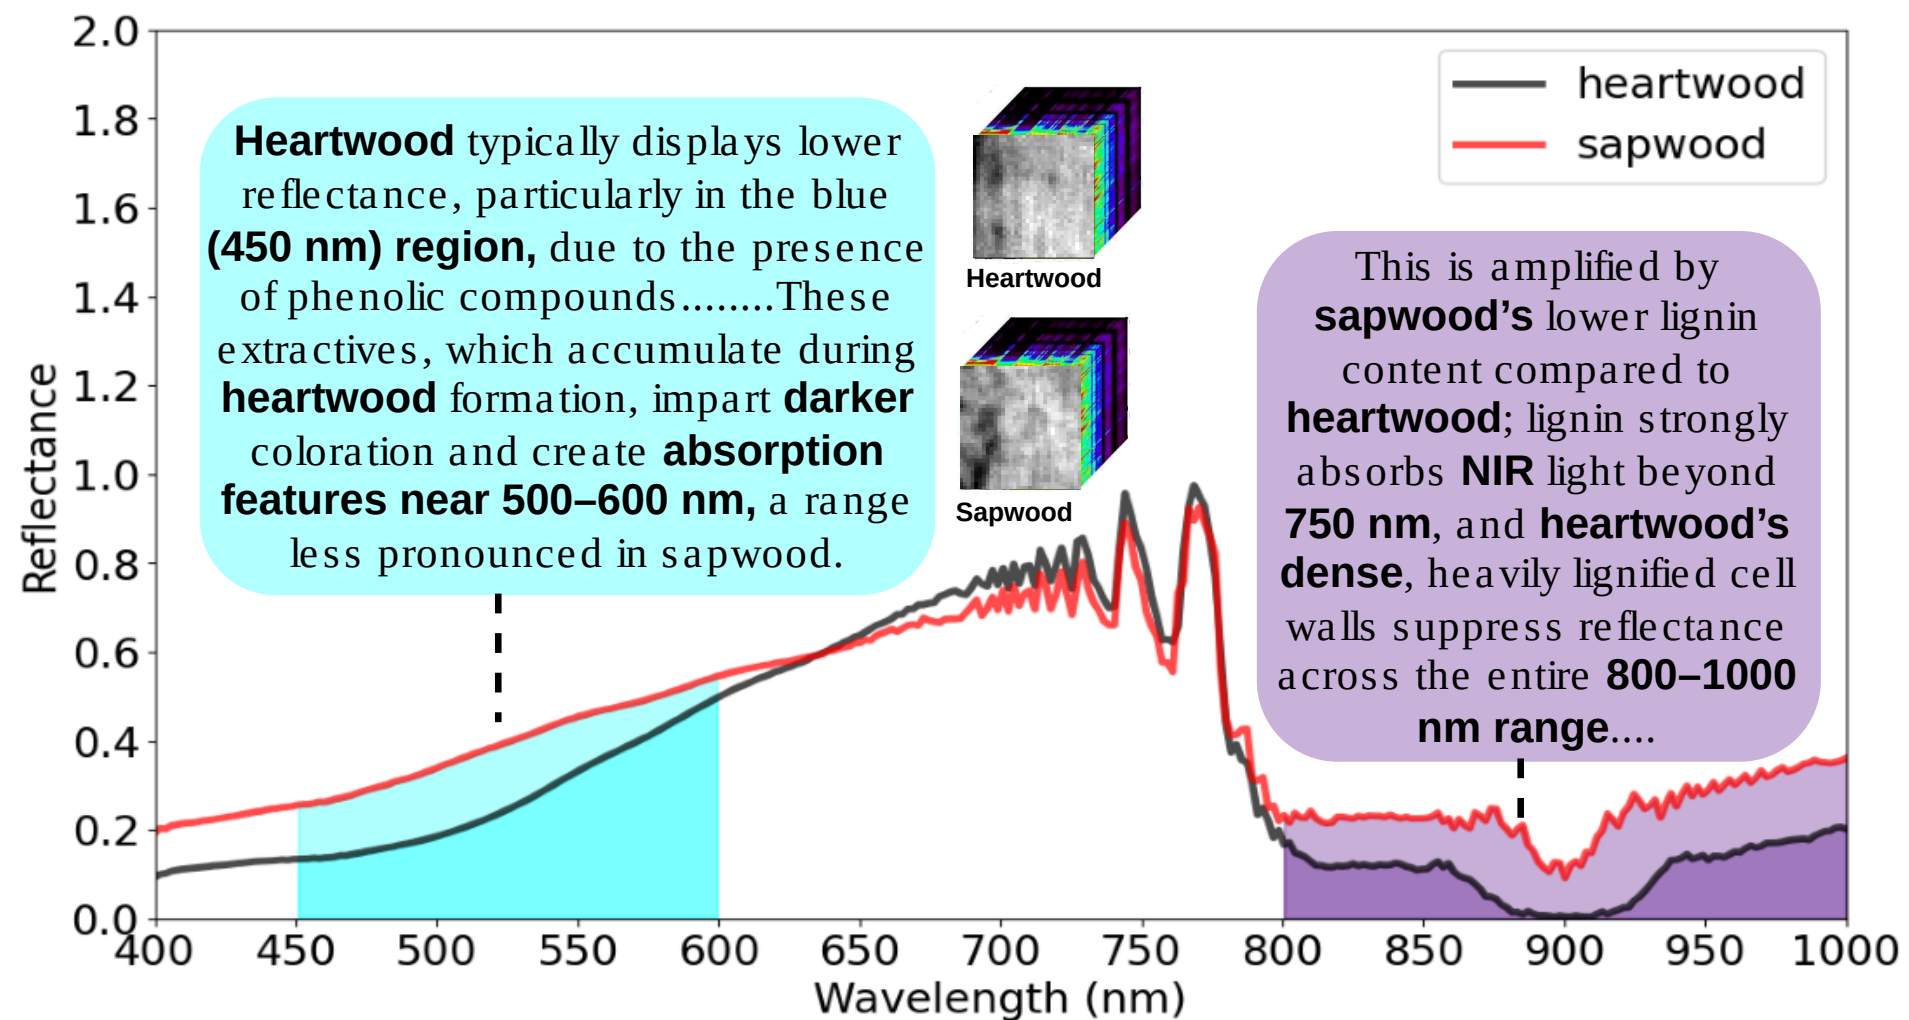 2.0
1.8
1.6
1.4
1.2
1.0
0.8
0.6
0.4
0.2
0.0
Reflectance
Heartwood typically displays lower
reflectance, particularly in the blue
(450 nm) region, due to the presence
of phenolic compounds........These
extractives, which accumulate during
heartwood formation, impart darker
coloration and create absorption
features near 500–600 nm, a range
less pronounced in sapwood.
Heartwood
Sapwood
heartwood
sapwood
This is amplified by
sapwood’s lower lignin
content compared to
heartwood; lignin strongly
absorbs NIR light beyond
750 nm, and heartwood’s
dense, heavily lignified cell
walls suppress reflectance
across the entire 800–1000
nm range....
400 450 500 550 600 650 700 750 800 850 900 950 1000
Wavelength (nm)